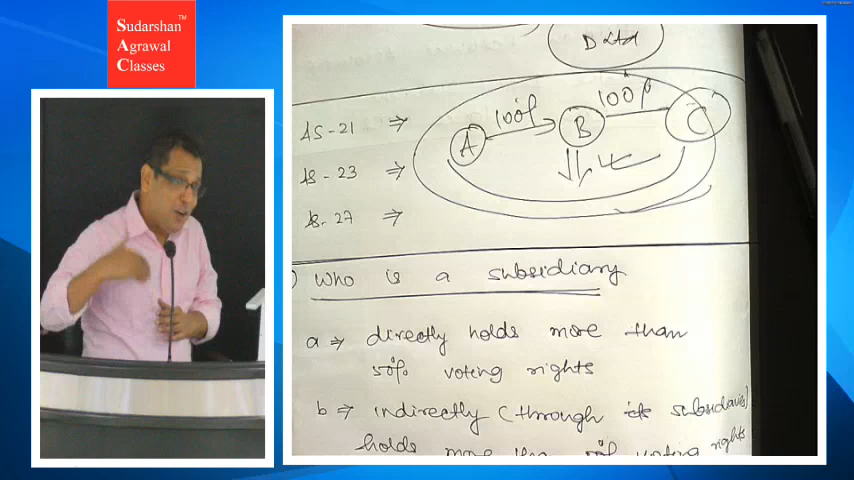 Sudarshan™
Agrawal
Classes
D Ltd
AS-21 ⇒
100%
100%
A
B
C
AS-23 ⇒
AS-27 ⇒
) Who is a subsidiary
a ⇒ directly holds more than
50% voting rights
b ⇒ indirectly (through its subsidiaries)
holds more than 50% voting rights